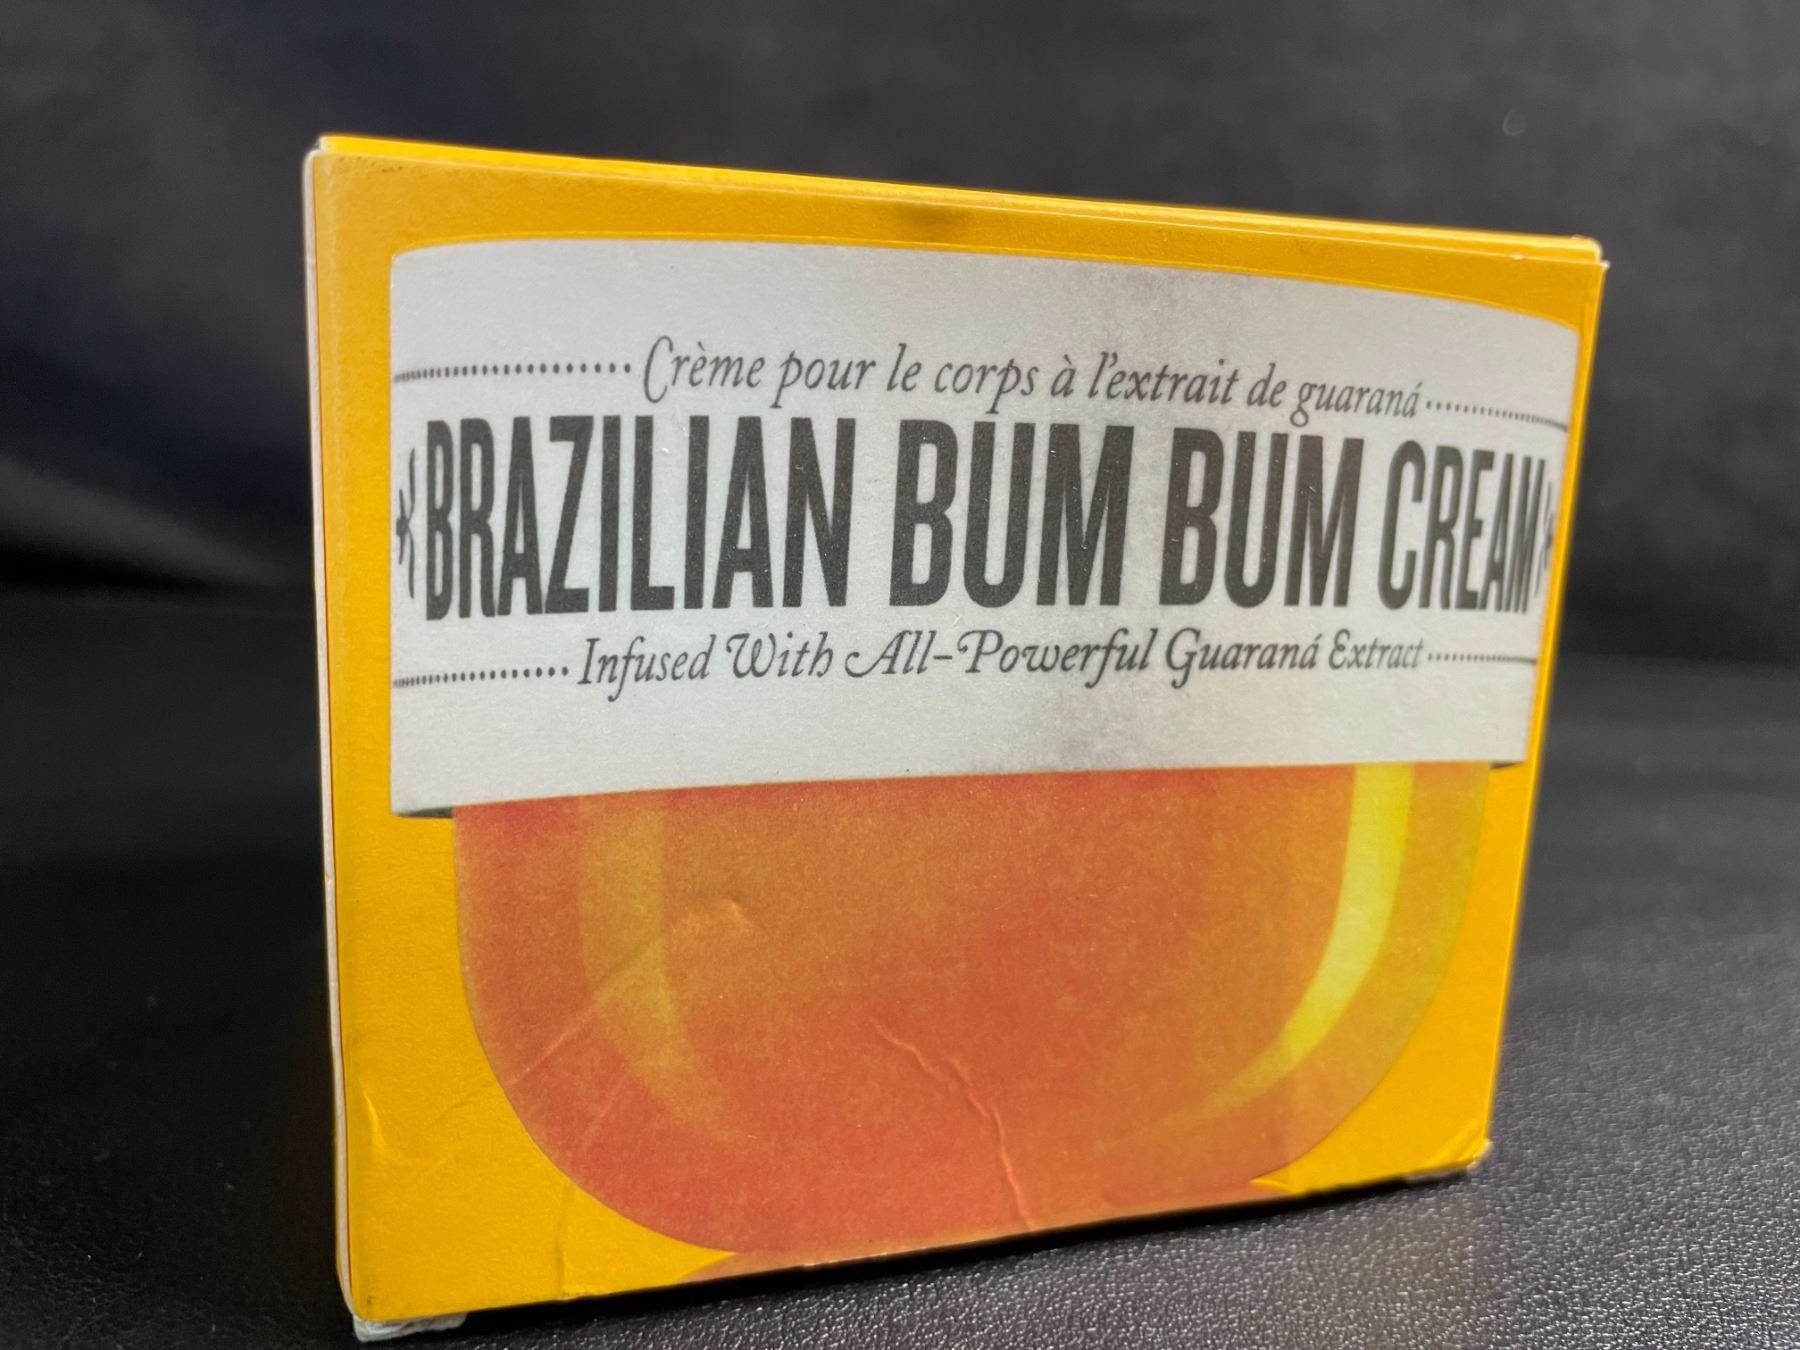 Crème pour le corps à l'extrait de guaraná
BRAZILIAN BUM BUM CREAM
Infused With All-Powerful Guaraná Extract